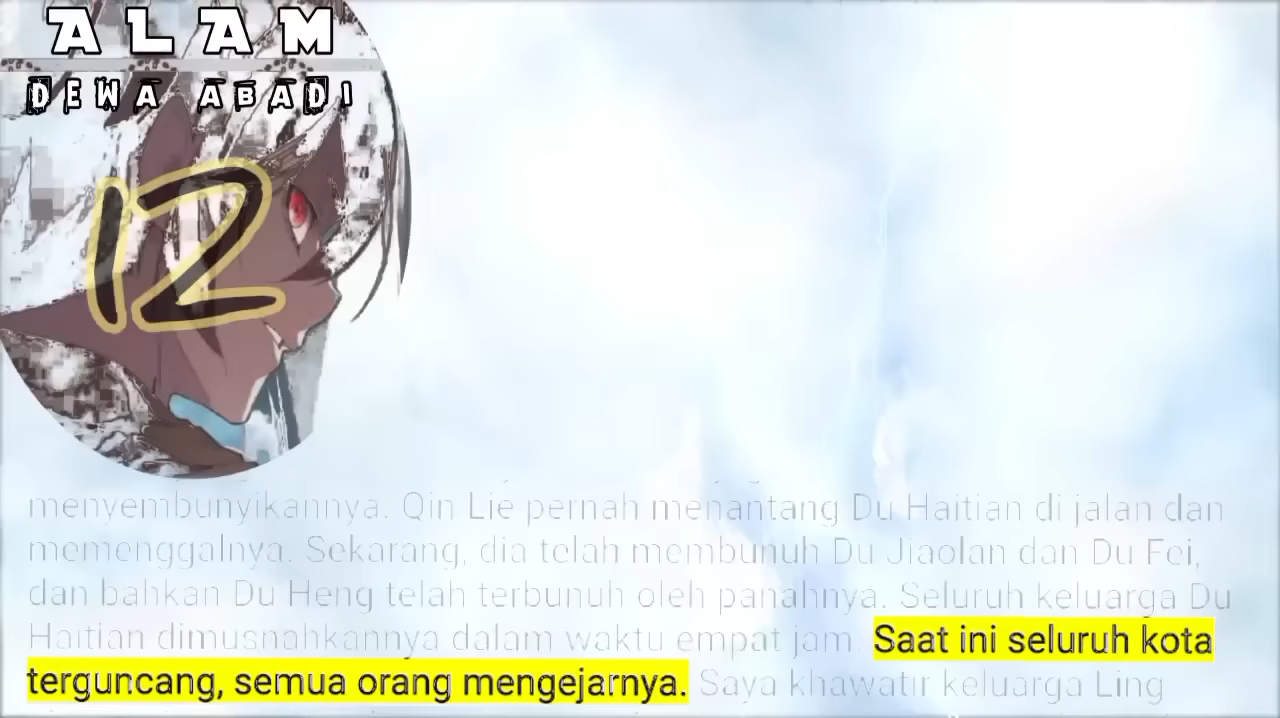 ALAM
DEWA ABADI
12
menyembunyikannya. Qin Lie pernah menantang Du Haitian di jalan dan
memenggalnya. Sekarang, dia telah membunuh Du Jiaolan dan Du Fei,
dan bahkan Du Heng telah terbunuh oleh panahnya. Seluruh keluarga Du
Haitian dimusnahkannya dalam waktu empat jam. Saat ini seluruh kota
terguncang, semua orang mengejarnya. Saya khawatir keluarga Ling